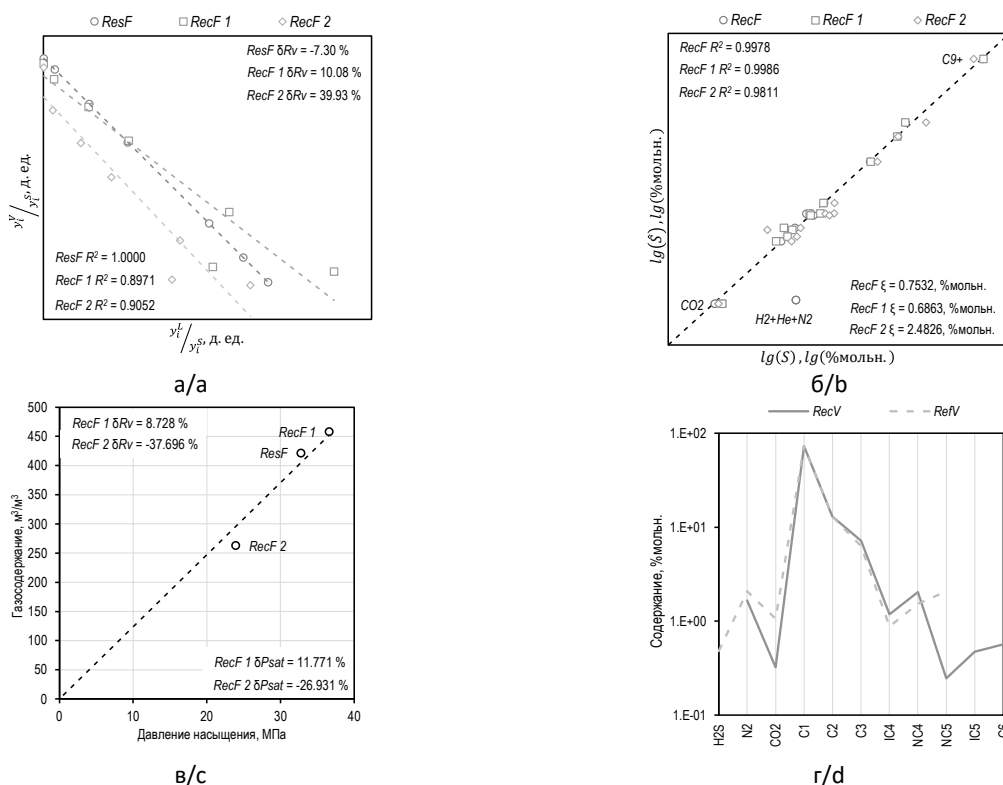 ResF RecF 1 RecF 2
ResF δRv = -7.30 %
RecF 1 δRv = 10.08 %
RecF 2 δRv = 39.93 %
y_i^V/y_i^S, д. ед.
ResF R² = 1.0000
RecF 1 R² = 0.8971
RecF 2 R² = 0.9052
y_i^L/y_i^S, д. ед.
а/a
RecF RecF 1 RecF 2
RecF R² = 0.9978
RecF 1 R² = 0.9986
RecF 2 R² = 0.9811
C9+
lg(Ŝ), lg(%мольн.)
CO2
H2+He+N2
RecF ξ = 0.7532, %мольн.
RecF 1 ξ = 0.6863, %мольн.
RecF 2 ξ = 2.4826, %мольн.
lg(S), lg(%мольн.)
б/b
500
450
400
350
300
250
200
150
100
50
0
Газосодержание, м³/м³
RecF 1 δRv = 8.728 %
RecF 2 δRv = -37.696 %
RecF 1
ResF
RecF 2
RecF 1 δPsat = 11.771 %
RecF 2 δPsat = -26.931 %
0 10 20 30 40
Давление насыщения, МПа
в/c
RecV RefV
1.E+02
1.E+01
1.E+00
1.E-01
Содержание, %мольн.
H2S N2 CO2 C1 C2 C3 IC4 NC4 NC5 IC5
г/d